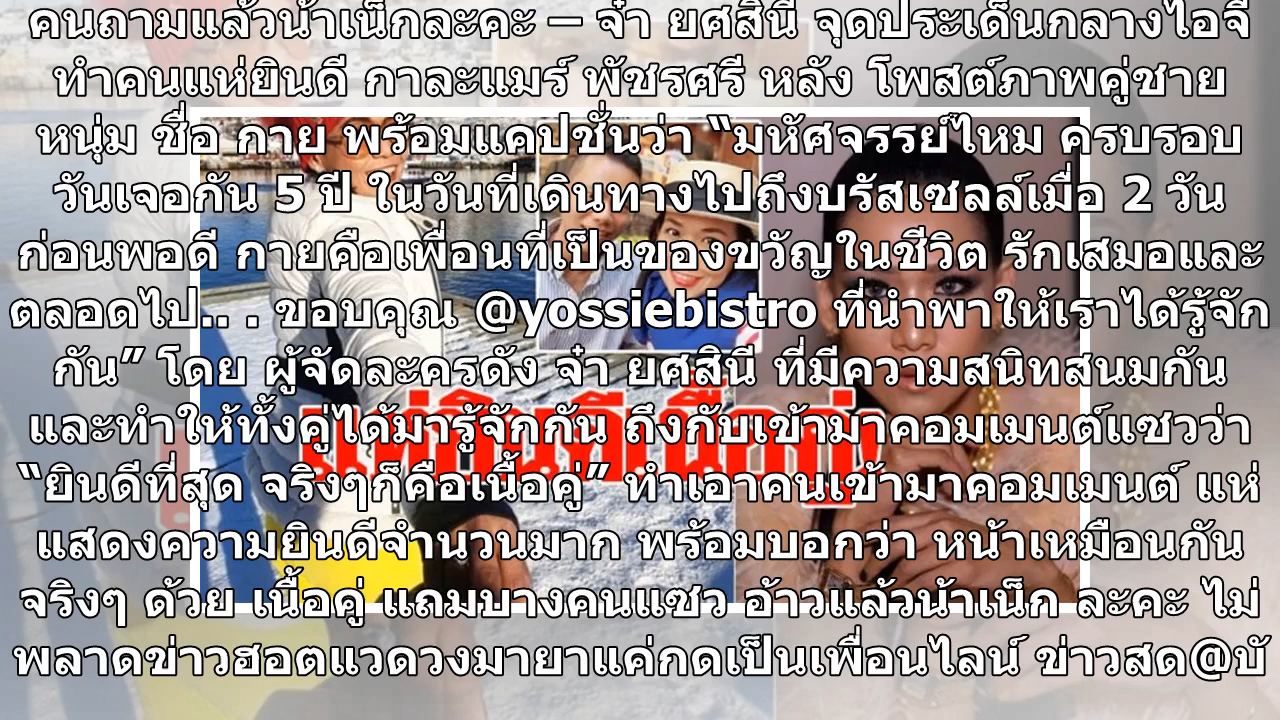 คนถามแล้วน้าเน็กละคะ – จ๋า ยศสินี จุดประเด็นกลางไอจี
ทำคนแห่ยินดี กาละแมร์ พัชรศรี หลัง โพสต์ภาพคู่ชาย
หนุ่ม ชื่อ กาย พร้อมแคปชั่นว่า “มหัศจรรย์ไหม ครบรอบ
วันเจอกัน 5 ปี ในวันที่เดินทางไปถึงบรัสเซลล์เมื่อ 2 วัน
ก่อนพอดี กายคือเพื่อนที่เป็นของขวัญในชีวิต รักเสมอและ
ตลอดไป.. . ขอบคุณ @yossiebistro ที่นำพาให้เราได้รู้จัก
กัน” โดย ผู้จัดละครดัง จ๋า ยศสินี ที่มีความสนิทสนมกัน
และทำให้ทั้งคู่ได้มารู้จักกัน ถึงกับเข้ามาคอมเมนต์แซวว่า
“ยินดีที่สุด จริงๆก็คือเนื้อคู่” ทำเอาคนเข้ามาคอมเมนต์ แห่
แสดงความยินดีจำนวนมาก พร้อมบอกว่า หน้าเหมือนกัน
จริงๆ ด้วย เนื้อคู่ แถมบางคนแซว อ้าวแล้วน้าเน็ก ละคะ ไม่
พลาดข่าวฮอตแวดวงมายาแค่กดเป็นเพื่อนไลน์ ข่าวสด@บั